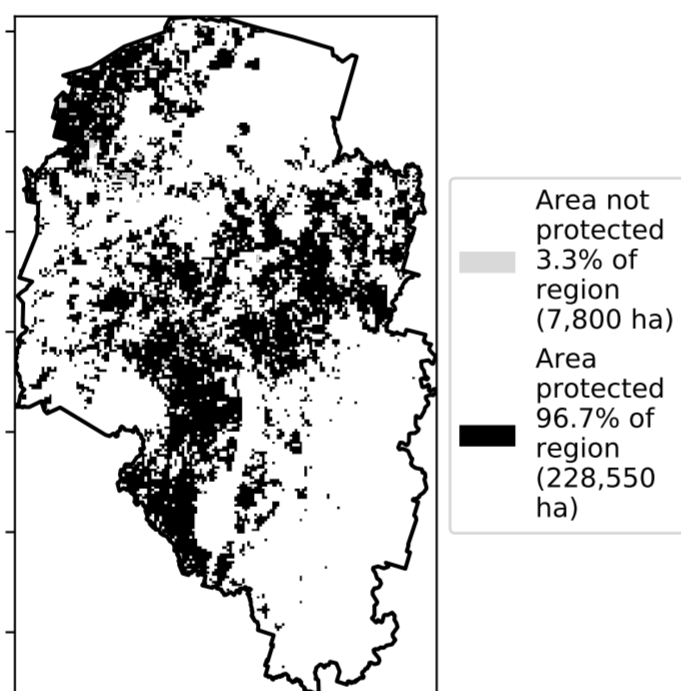 Area not
protected
3.3% of
region
(7,800 ha)
Area
protected
96.7% of
region
(228,550
ha)